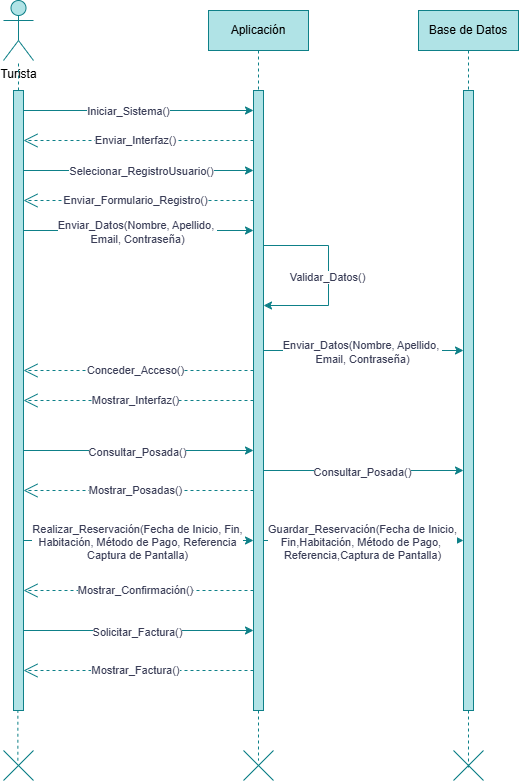 Aplicación
Base de Datos
Turista
Iniciar_Sistema()
Enviar_Interfaz()
Selecionar_RegistroUsuario()
Enviar_Formulario_Registro()
Enviar_Datos(Nombre, Apellido,
Email, Contraseña)
Validar_Datos()
Enviar_Datos(Nombre, Apellido,
Email, Contraseña)
Conceder_Acceso()
Mostrar_Interfaz()
Consultar_Posada()
Consultar_Posada()
Mostrar_Posadas()
Realizar_Reservación(Fecha de Inicio, Fin,
Habitación, Método de Pago, Referencia
Captura de Pantalla)
Guardar_Reservación(Fecha de Inicio,
Fin,Habitación, Método de Pago,
Referencia,Captura de Pantalla)
Mostrar_Confirmación()
Solicitar_Factura()
Mostrar_Factura()